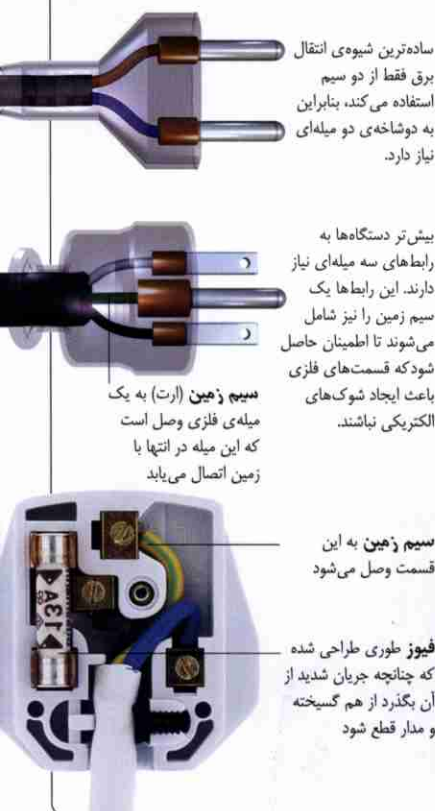 ساده‌ترین شیوه‌ی انتقال
برق فقط از دو سیم
استفاده می‌کند، بنابراین
به دوشاخه‌ی دو میله‌ای
نیاز دارد.
بیش‌تر دستگاه‌ها به
رابط‌های سه میله‌ای نیاز
دارند. این رابط‌ها یک
سیم زمین را نیز شامل
می‌شوند تا اطمینان حاصل
شودکه قسمت‌های فلزی
باعث ایجاد شوک‌های
الکتریکی نباشند.
سیم زمین (ارت) به یک
میله‌ی فلزی وصل است
که این میله در انتها با
زمین اتصال می‌یابد
سیم زمین به این
قسمت وصل می‌شود
فیوز طوری طراحی شده
که چنانچه جریان شدید از
آن بگذرد از هم گسیخته
و مدار قطع شود
13A